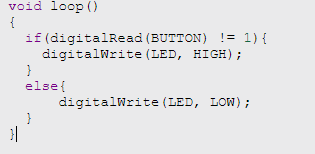 void loop()
{
  if(digitalRead(BUTTON) != 1){
    digitalWrite(LED, HIGH);
  }
  else{
      digitalWrite(LED, LOW);
  }
}